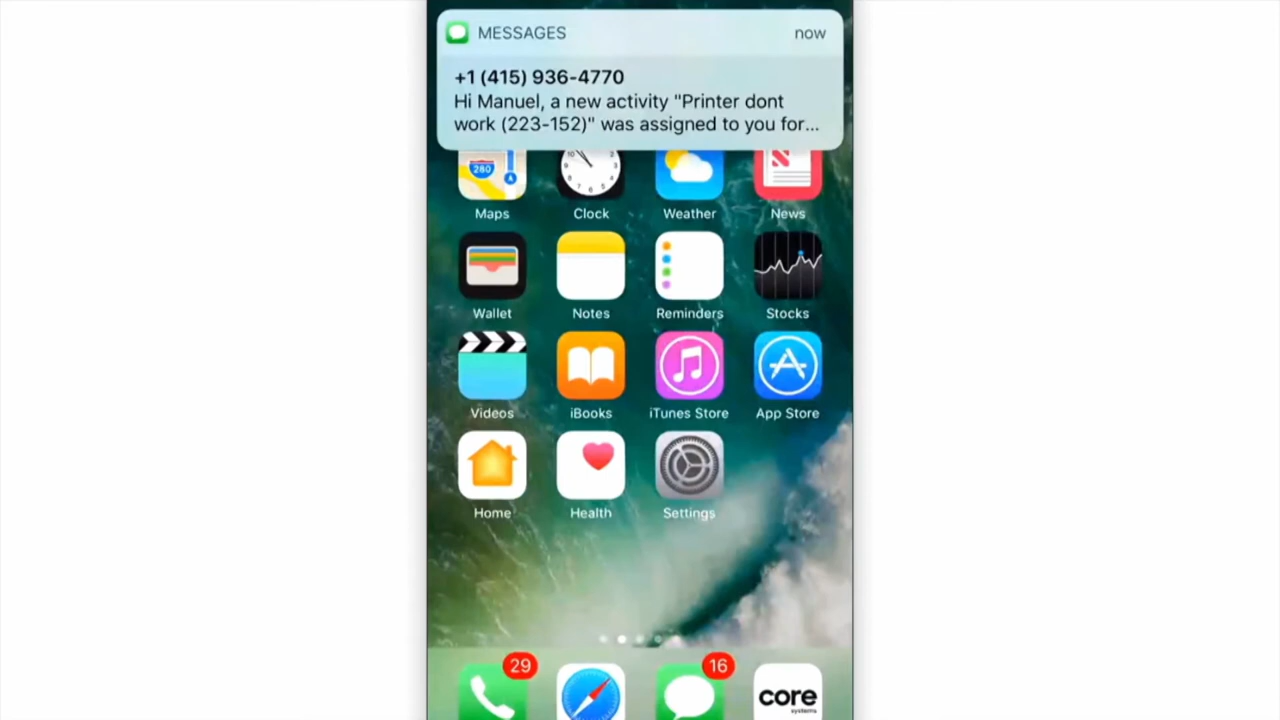 MESSAGES now
+1 (415) 936-4770
Hi Manuel, a new activity "Printer dont
work (223-152)" was assigned to you for...
280
Maps Clock Weather News
Wallet Notes Reminders Stocks
Videos iBooks iTunes Store App Store
Home Health Settings
29 16
core
systems